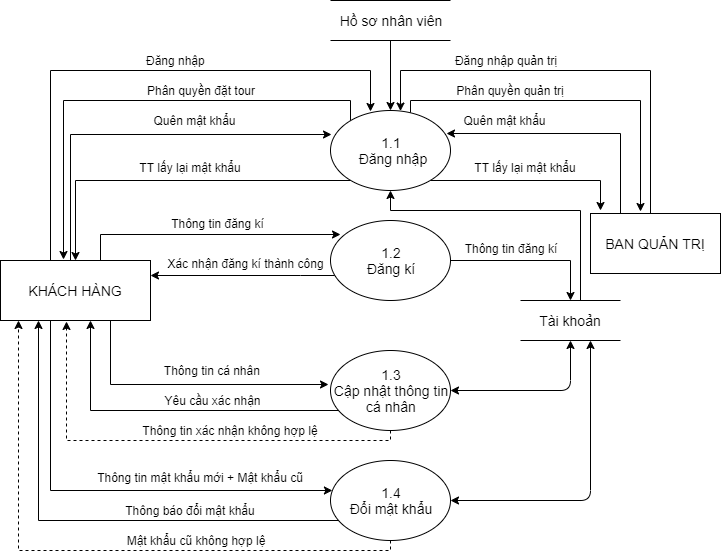 Hồ sơ nhân viên
Đăng nhập
Đăng nhập quản trị
Phân quyền đặt tour
Phân quyền quản trị
Quên mật khẩu
Quên mật khẩu
1.1
Đăng nhập
TT lấy lại mật khẩu
TT lấy lại mật khẩu
Thông tin đăng kí
BAN QUẢN TRỊ
1.2
Đăng kí
Thông tin đăng kí
Xác nhận đăng kí thành công
KHÁCH HÀNG
Tài khoản
Thông tin cá nhân
1.3
Cập nhật thông tin
cá nhân
Yêu cầu xác nhận
Thông tin xác nhận không hợp lệ
Thông tin mật khẩu mới + Mật khẩu cũ
1.4
Đổi mật khẩu
Thông báo đổi mật khẩu
Mật khẩu cũ không hợp lệ